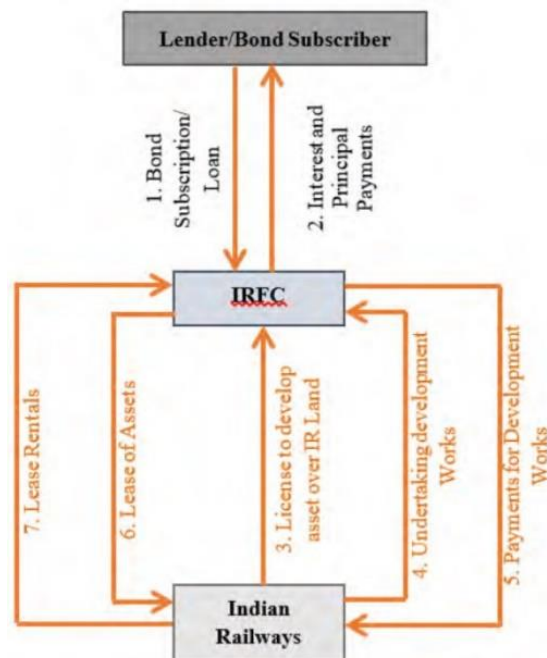 Lender/Bond Subscriber
1. Bond
Subscription/
Loan
2. Interest and
Principal
Payments
IRFC
7. Lease Rentals
6. Lease of Assets
3. License to develop
asset over IR Land
4. Undertaking development
Works
5. Payments for Development
Works
Indian
Railways